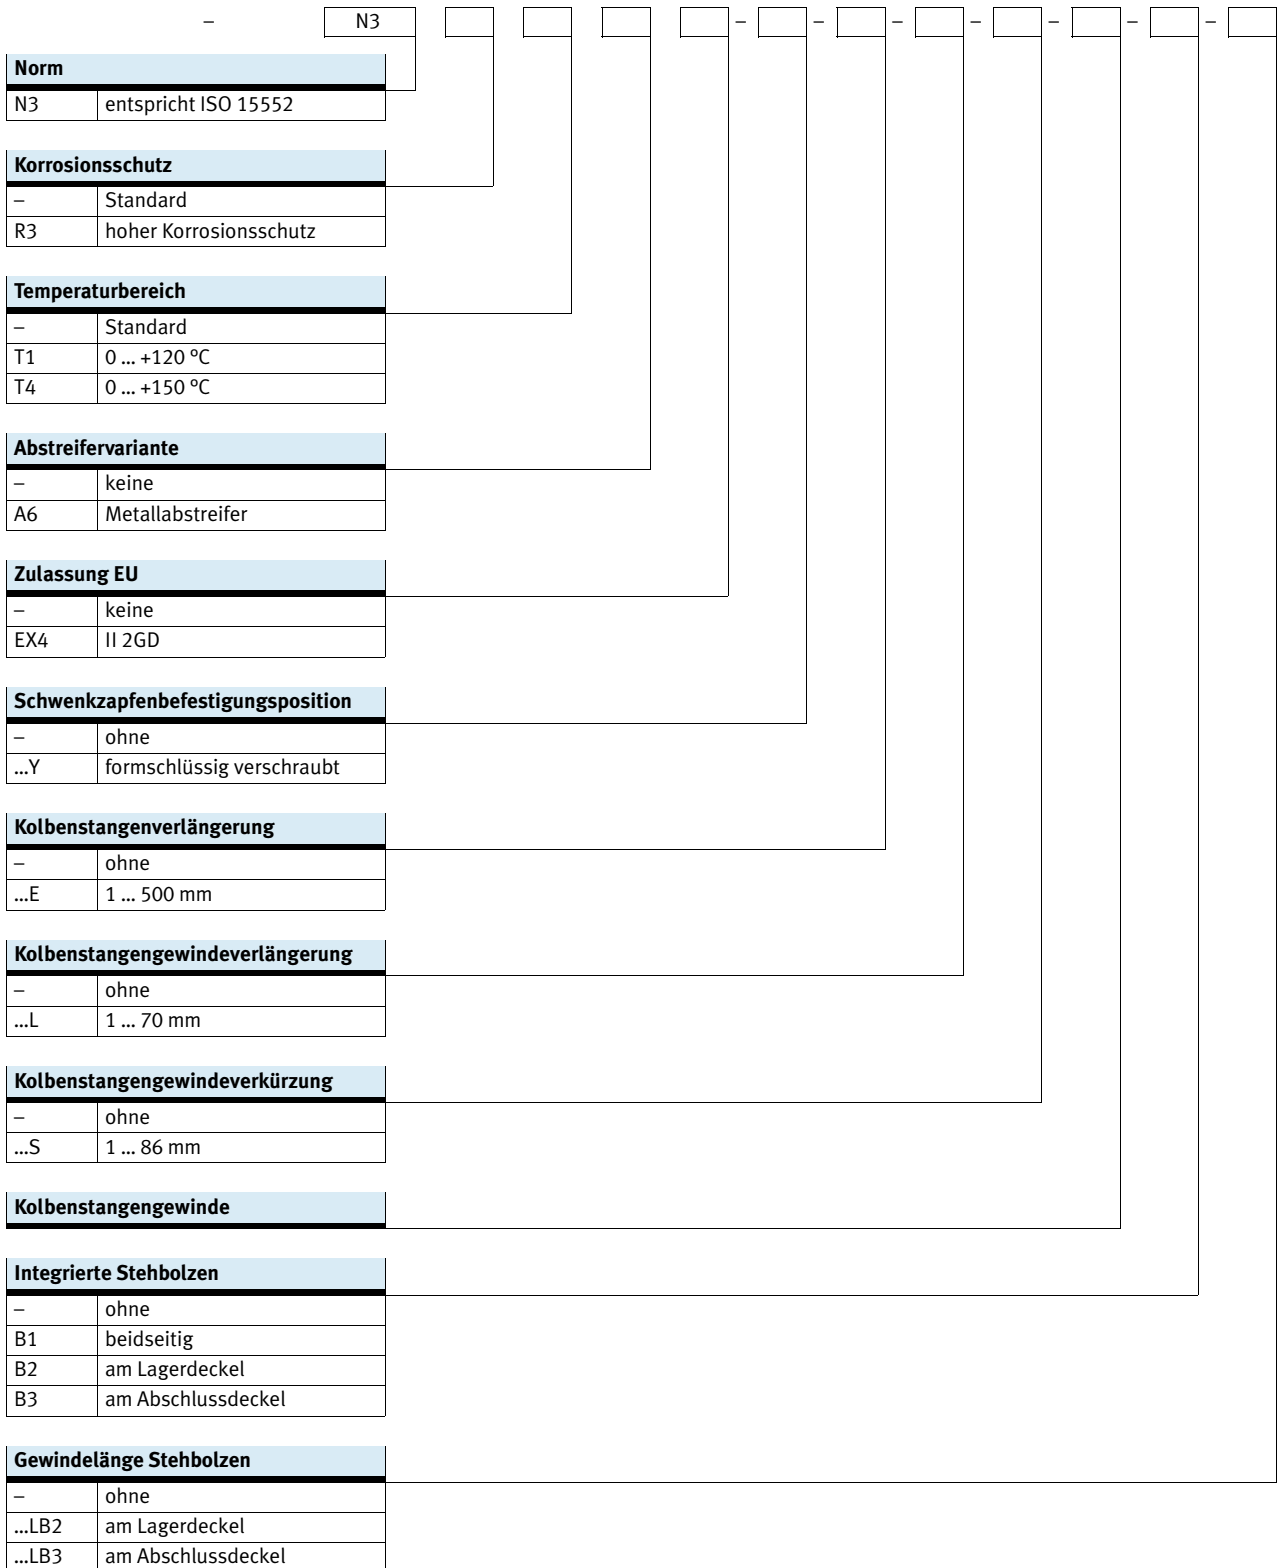 – N3 – – – – – – –
Norm
N3 entspricht ISO 15552
Korrosionsschutz
– Standard
R3 hoher Korrosionsschutz
Temperaturbereich
– Standard
T1 0 ... +120 °C
T4 0 ... +150 °C
Abstreifervariante
– keine
A6 Metallabstreifer
Zulassung EU
– keine
EX4 II 2GD
Schwenkzapfenbefestigungsposition
– ohne
...Y formschlüssig verschraubt
Kolbenstangenverlängerung
– ohne
...E 1 ... 500 mm
Kolbenstangengewindeverlängerung
– ohne
...L 1 ... 70 mm
Kolbenstangengewindeverkürzung
– ohne
...S 1 ... 86 mm
Kolbenstangengewinde
Integrierte Stehbolzen
– ohne
B1 beidseitig
B2 am Lagerdeckel
B3 am Abschlussdeckel
Gewindelänge Stehbolzen
– ohne
...LB2 am Lagerdeckel
...LB3 am Abschlussdeckel